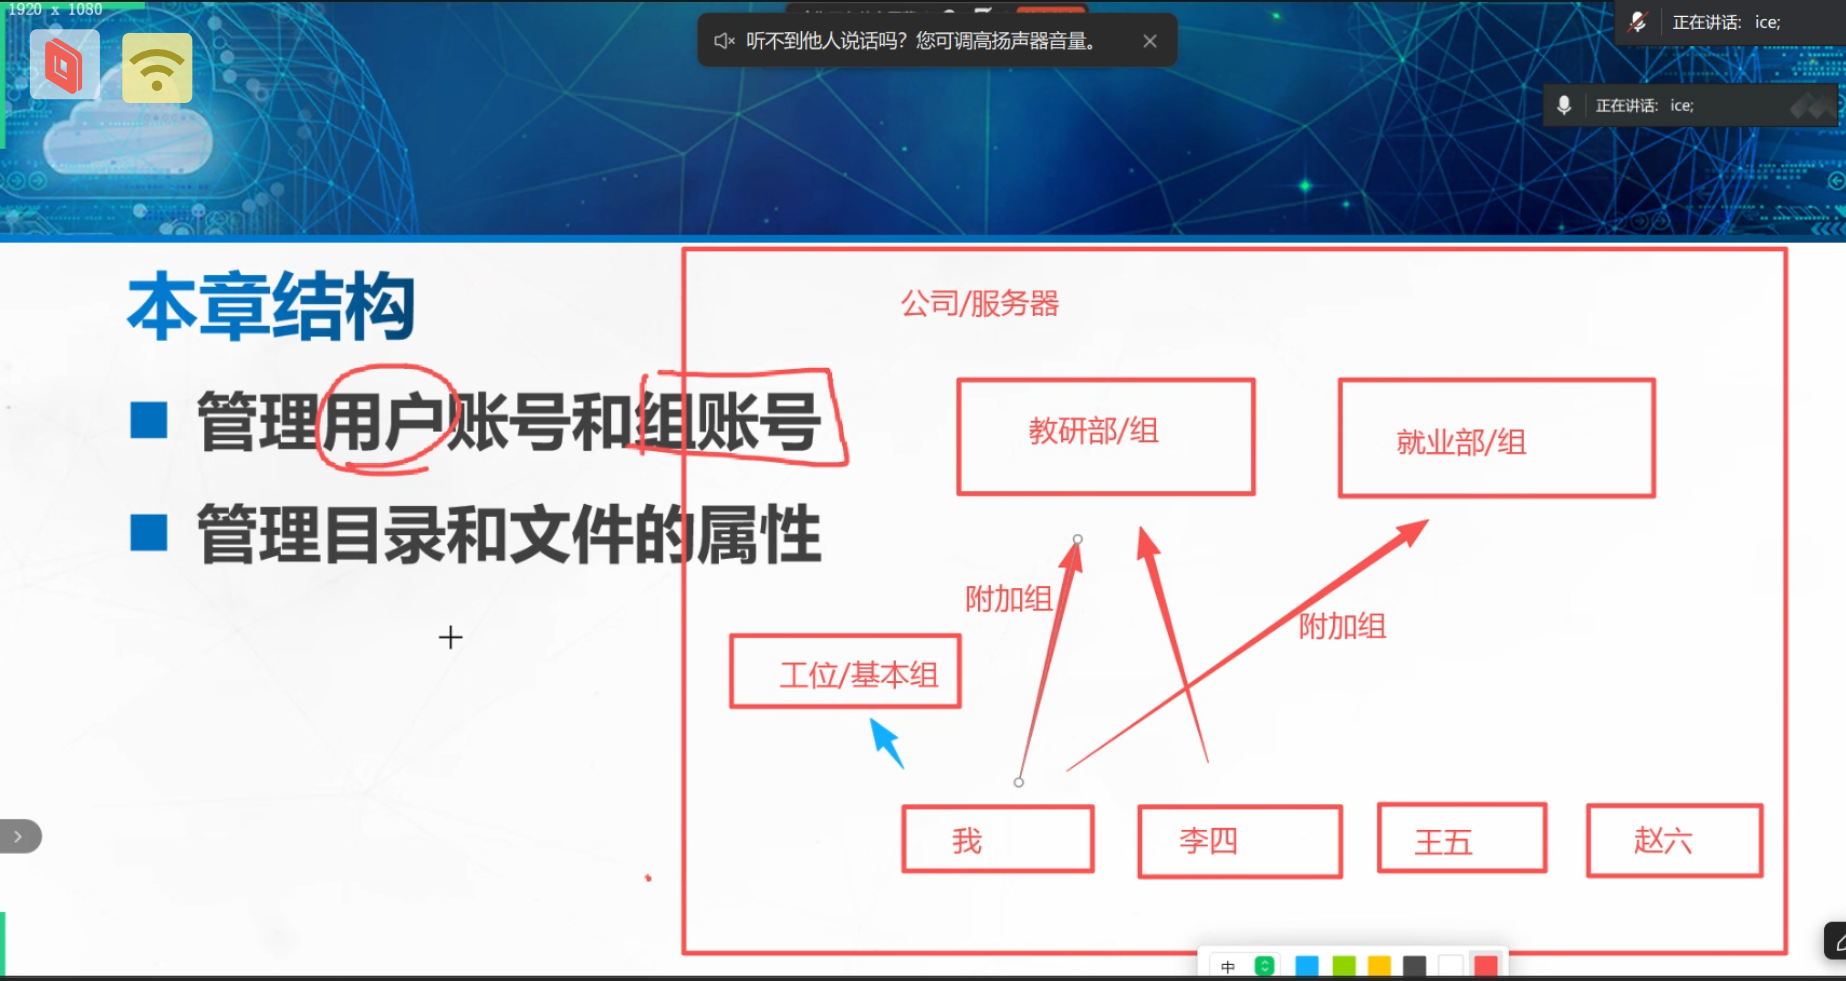 1920 x 1080
听不到他人说话吗？您可调高扬声器音量。
正在讲话: ice;
正在讲话: ice;
本章结构
管理用户账号和组账号
管理目录和文件的属性
公司/服务器
教研部/组
就业部/组
附加组
附加组
工位/基本组
我
李四
王五
赵六
中